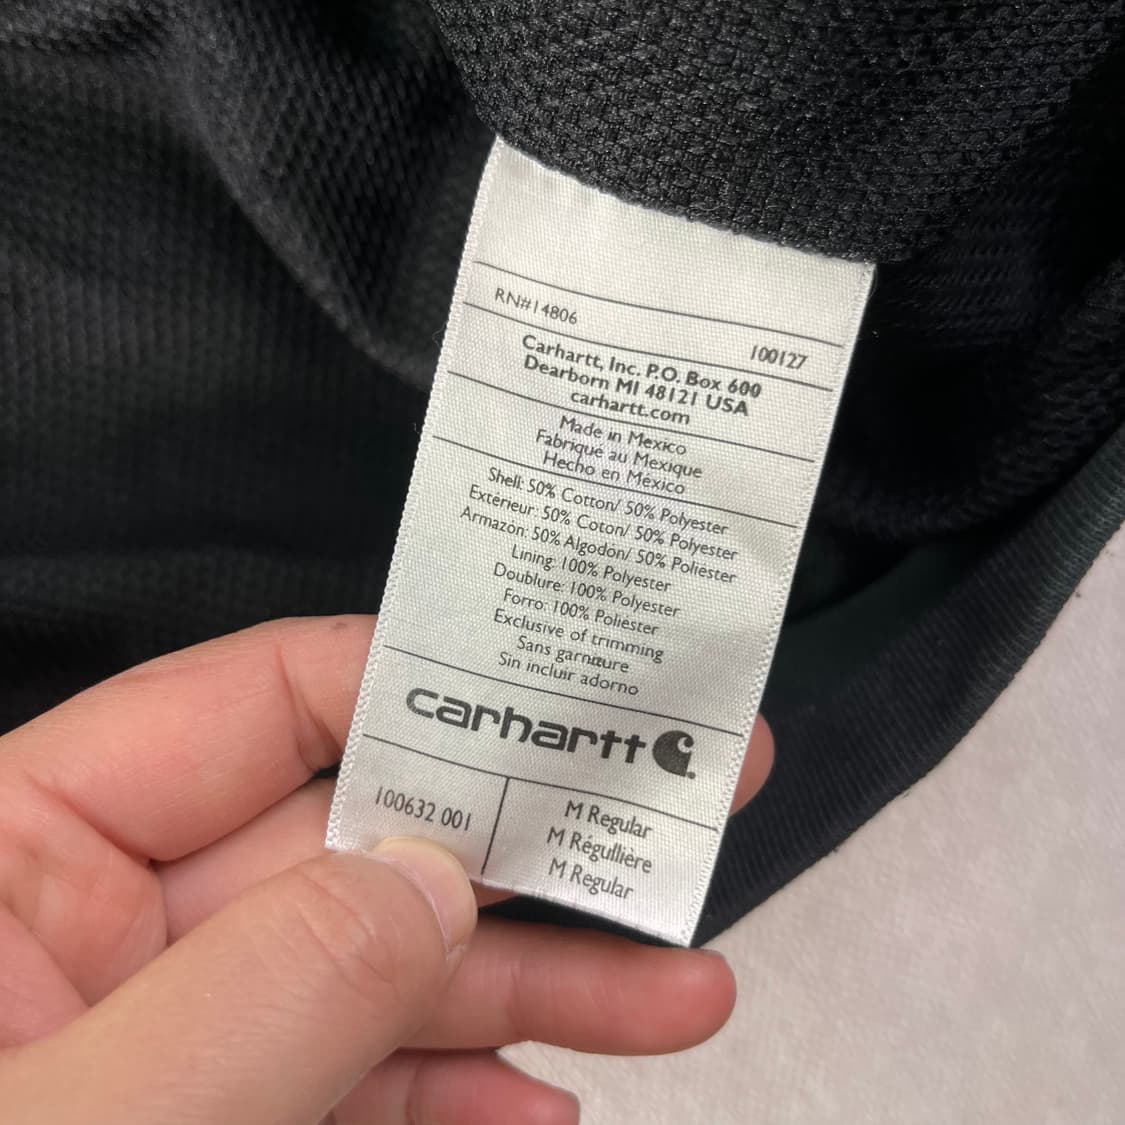 RN#14806
100127
Carhartt, Inc. P.O. Box 600
Dearborn MI 48121 USA
carhartt.com
Made in Mexico
Fabriqué au Mexique
Hecho en México
Shell: 50% Cotton/ 50% Polyester
Extérieur: 50% Coton/ 50% Polyester
Armazón: 50% Algodón/ 50% Poliéster
Lining: 100% Polyester
Doublure: 100% Polyester
Forro: 100% Poliéster
Exclusive of trimming
Sans garnature
Sin incluir adorno
carhartt
100632 001
M Regular
M Régullière
M Regular